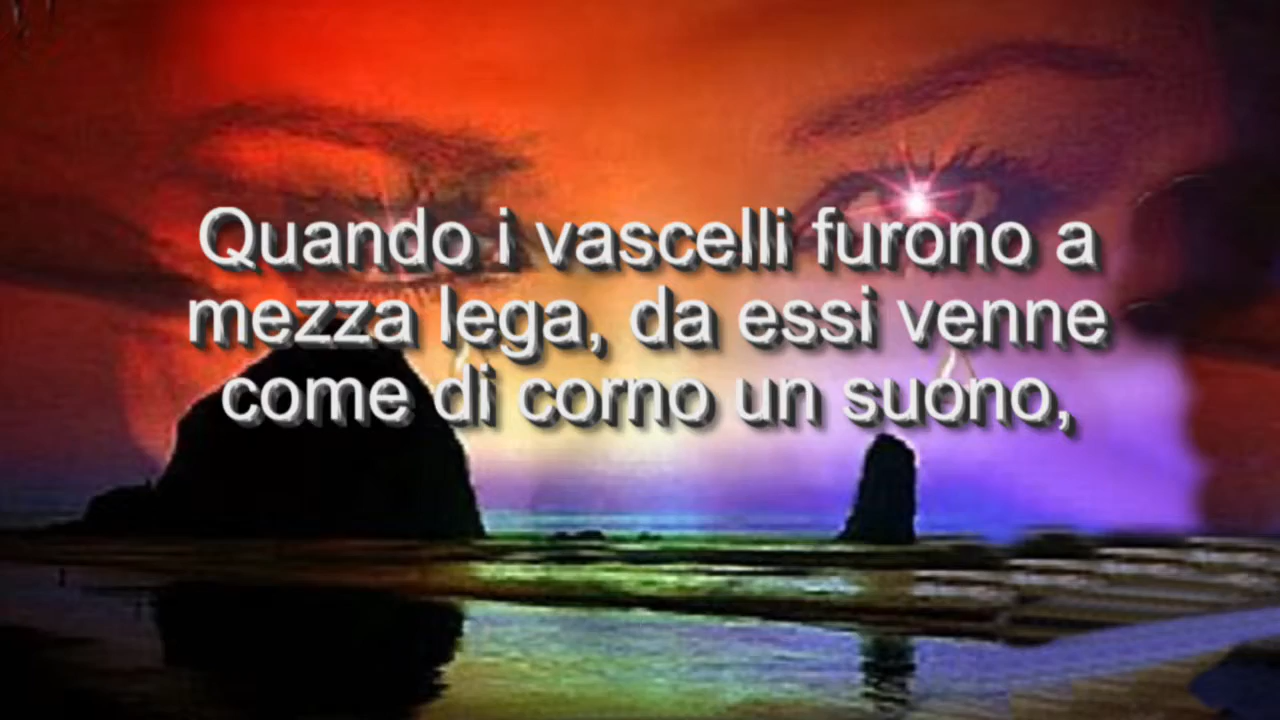 Quando i vascelli furono a
mezza lega, da essi venne
come di corno un suono,